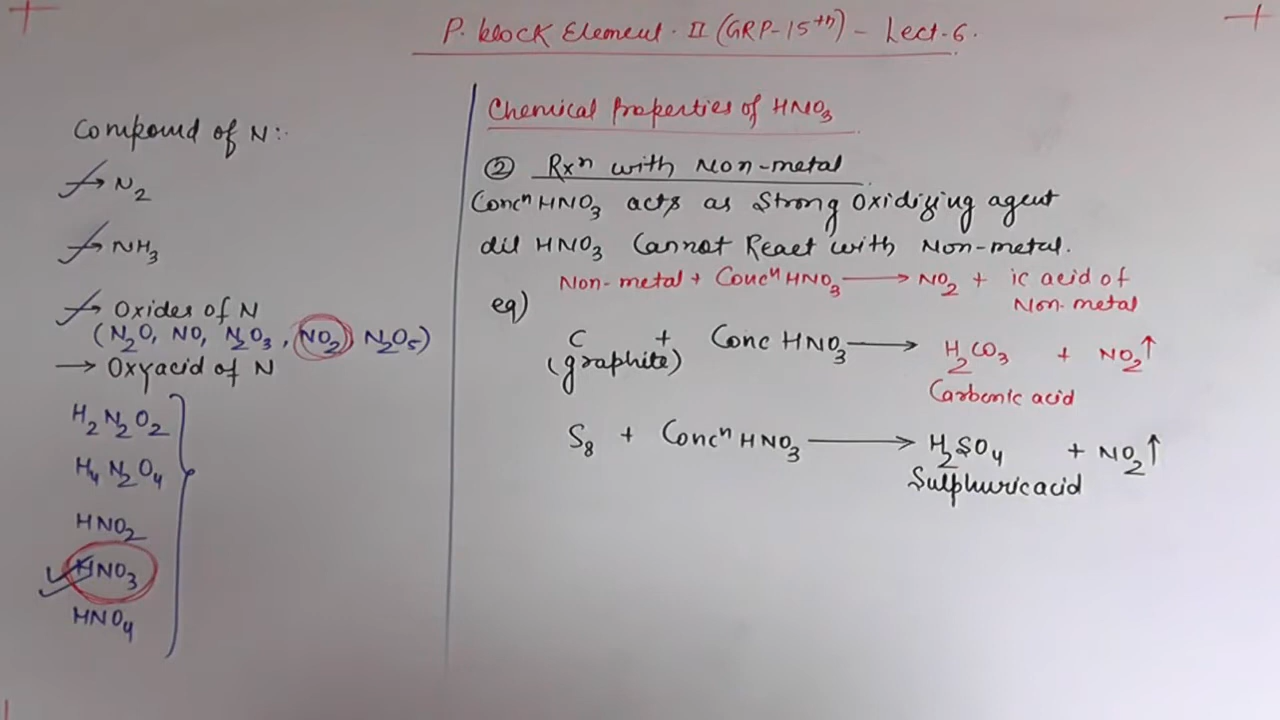 P. block Element. II (GRP-15th) - Lect-6.
Compound of N:-
→ N2
→ NH3
→ Oxides of N
(N2O, NO, N2O3, NO2, N2O5)
→ Oxyacid of N
H2N2O2
H4N2O4
HNO2
HNO3
HNO4
Chemical Properties of HNO3
② Rxn with Non-metal
Concn HNO3 acts as Strong Oxidizing agent
dil HNO3 Cannot React with Non-metal.
Non-metal + Concn HNO3 → NO2 + ic acid of
Non-metal
eq)
C + Conc HNO3 → H2CO3 + NO2↑
(graphite) Carbonic acid
S8 + Concn HNO3 → H2SO4 + NO2↑
Sulphuric acid